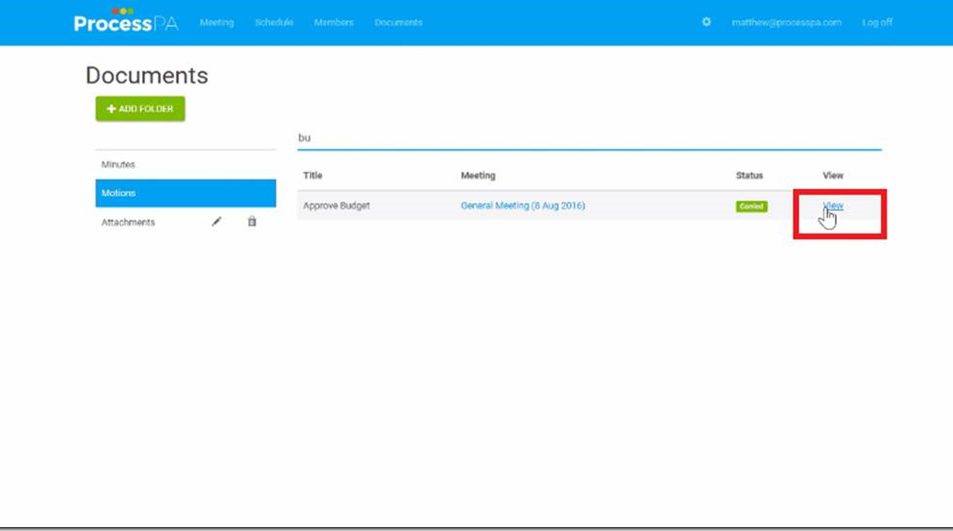 ProcessPA Meeting Schedule Members Documents matthew@processpa.com Log off
Documents
+ ADD FOLDER
bu
Minutes
Title Meeting Status View
Motions
Approve Budget General Meeting (8 Aug 2016) Carried View
Attachments